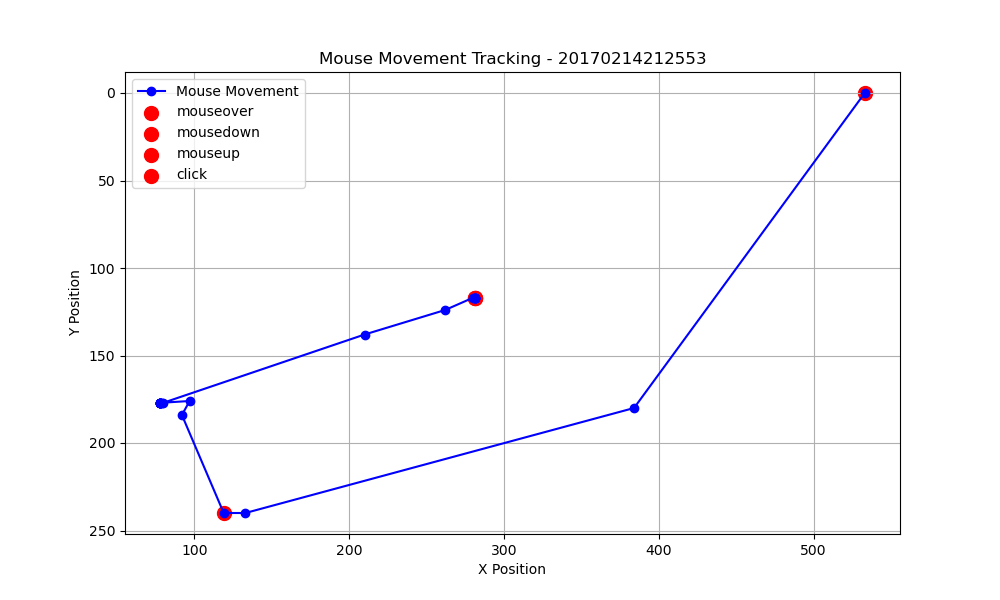 Mouse Movement Tracking - 20170214212553
Mouse Movement
mouseover
mousedown
mouseup
click
0
50
100
150
200
250
Y Position
100
200
300
400
500
X Position